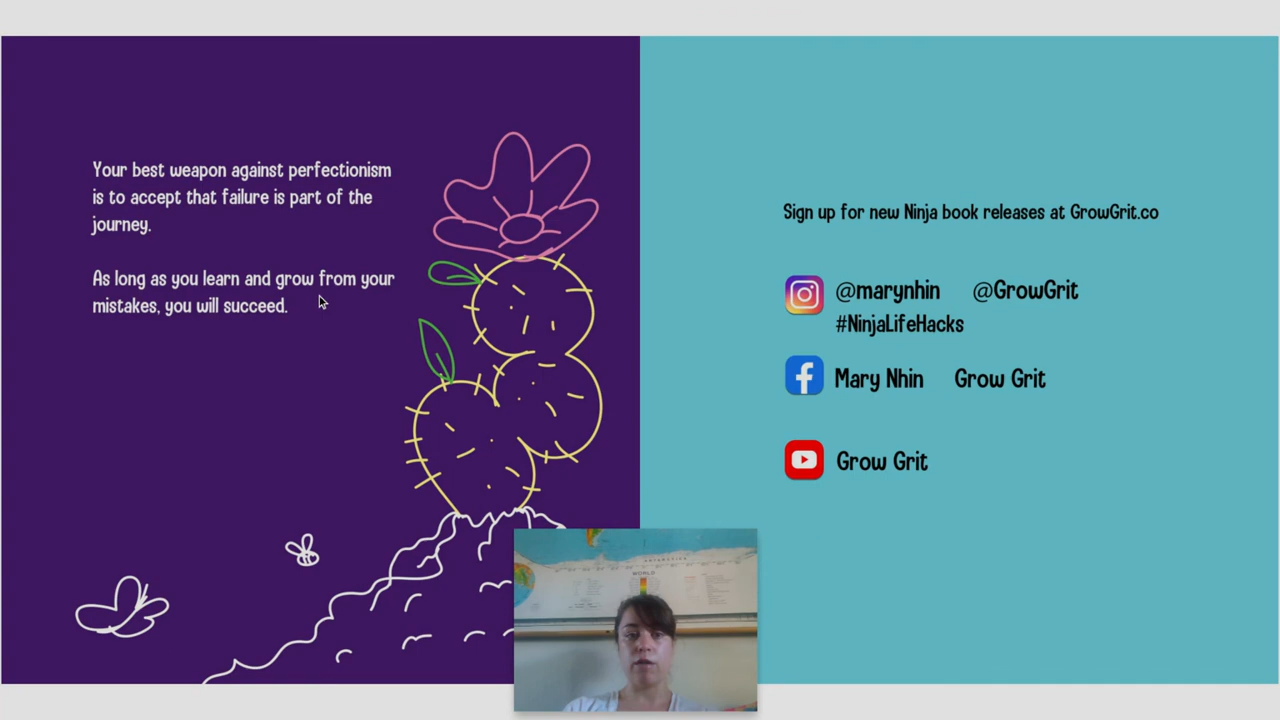 Your best weapon against perfectionism
is to accept that failure is part of the
journey.
As long as you learn and grow from your
mistakes, you will succeed.
Sign up for new Ninja book releases at GrowGrit.co
@marynhin @GrowGrit
#NinjaLifeHacks
Mary Nhin Grow Grit
Grow Grit
WORLD